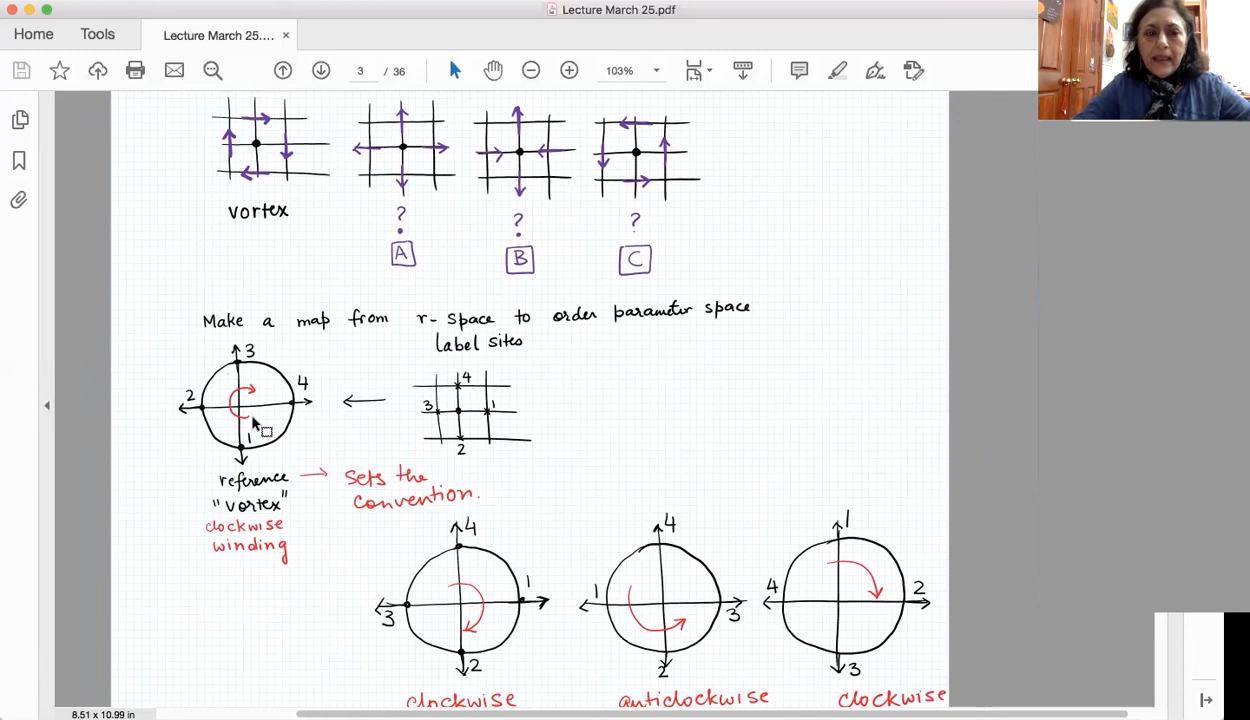 Lecture March 25.pdf
Home
Tools
Lecture March 25.... ×
3 / 36
103%
vortex
?
?
?
A
B
C
Make a map from r- space to order parameter space
label sites
3
2
4
1
4
3
1
2
reference → sets the
"vortex" convention.
clockwise
winding
4
1
3
2
4
1
3
2
1
4
2
3
clockwise
anticlockwise
clockwise
8.51 x 10.99 in